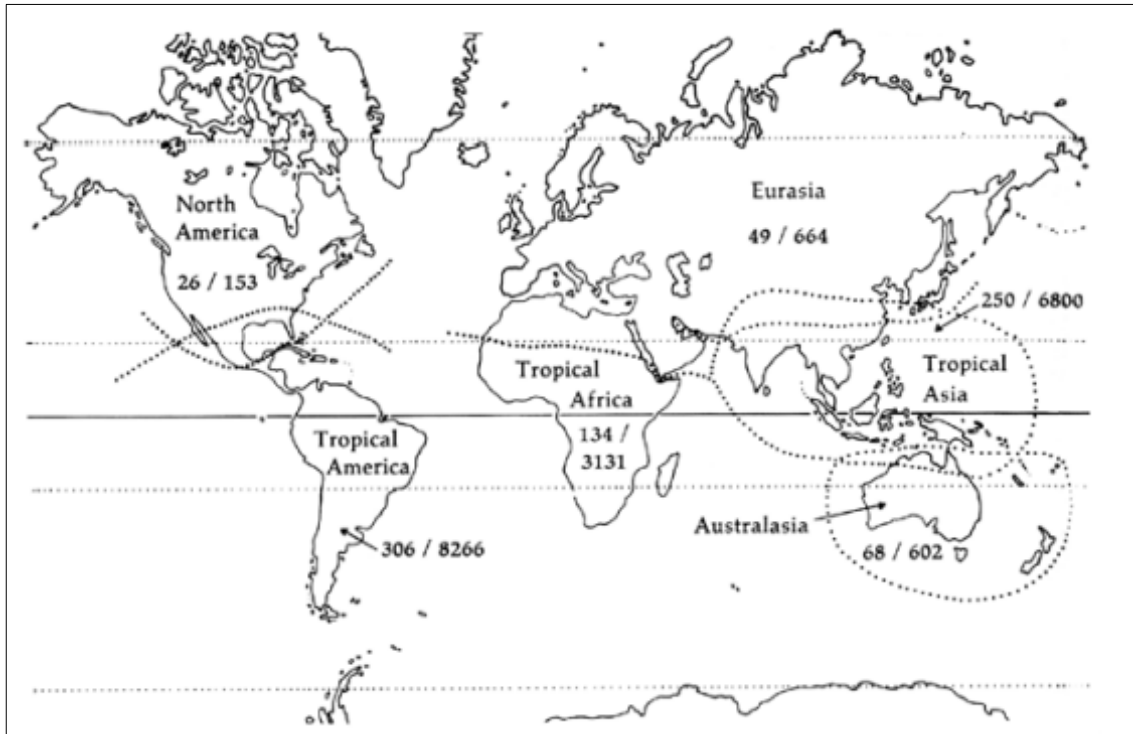 North
America
26 / 153
Eurasia
49 / 664
250 / 6800
Tropical
Asia
Tropical
Africa
134 /
3131
Tropical
America
306 / 8266
Australasia
68 / 602